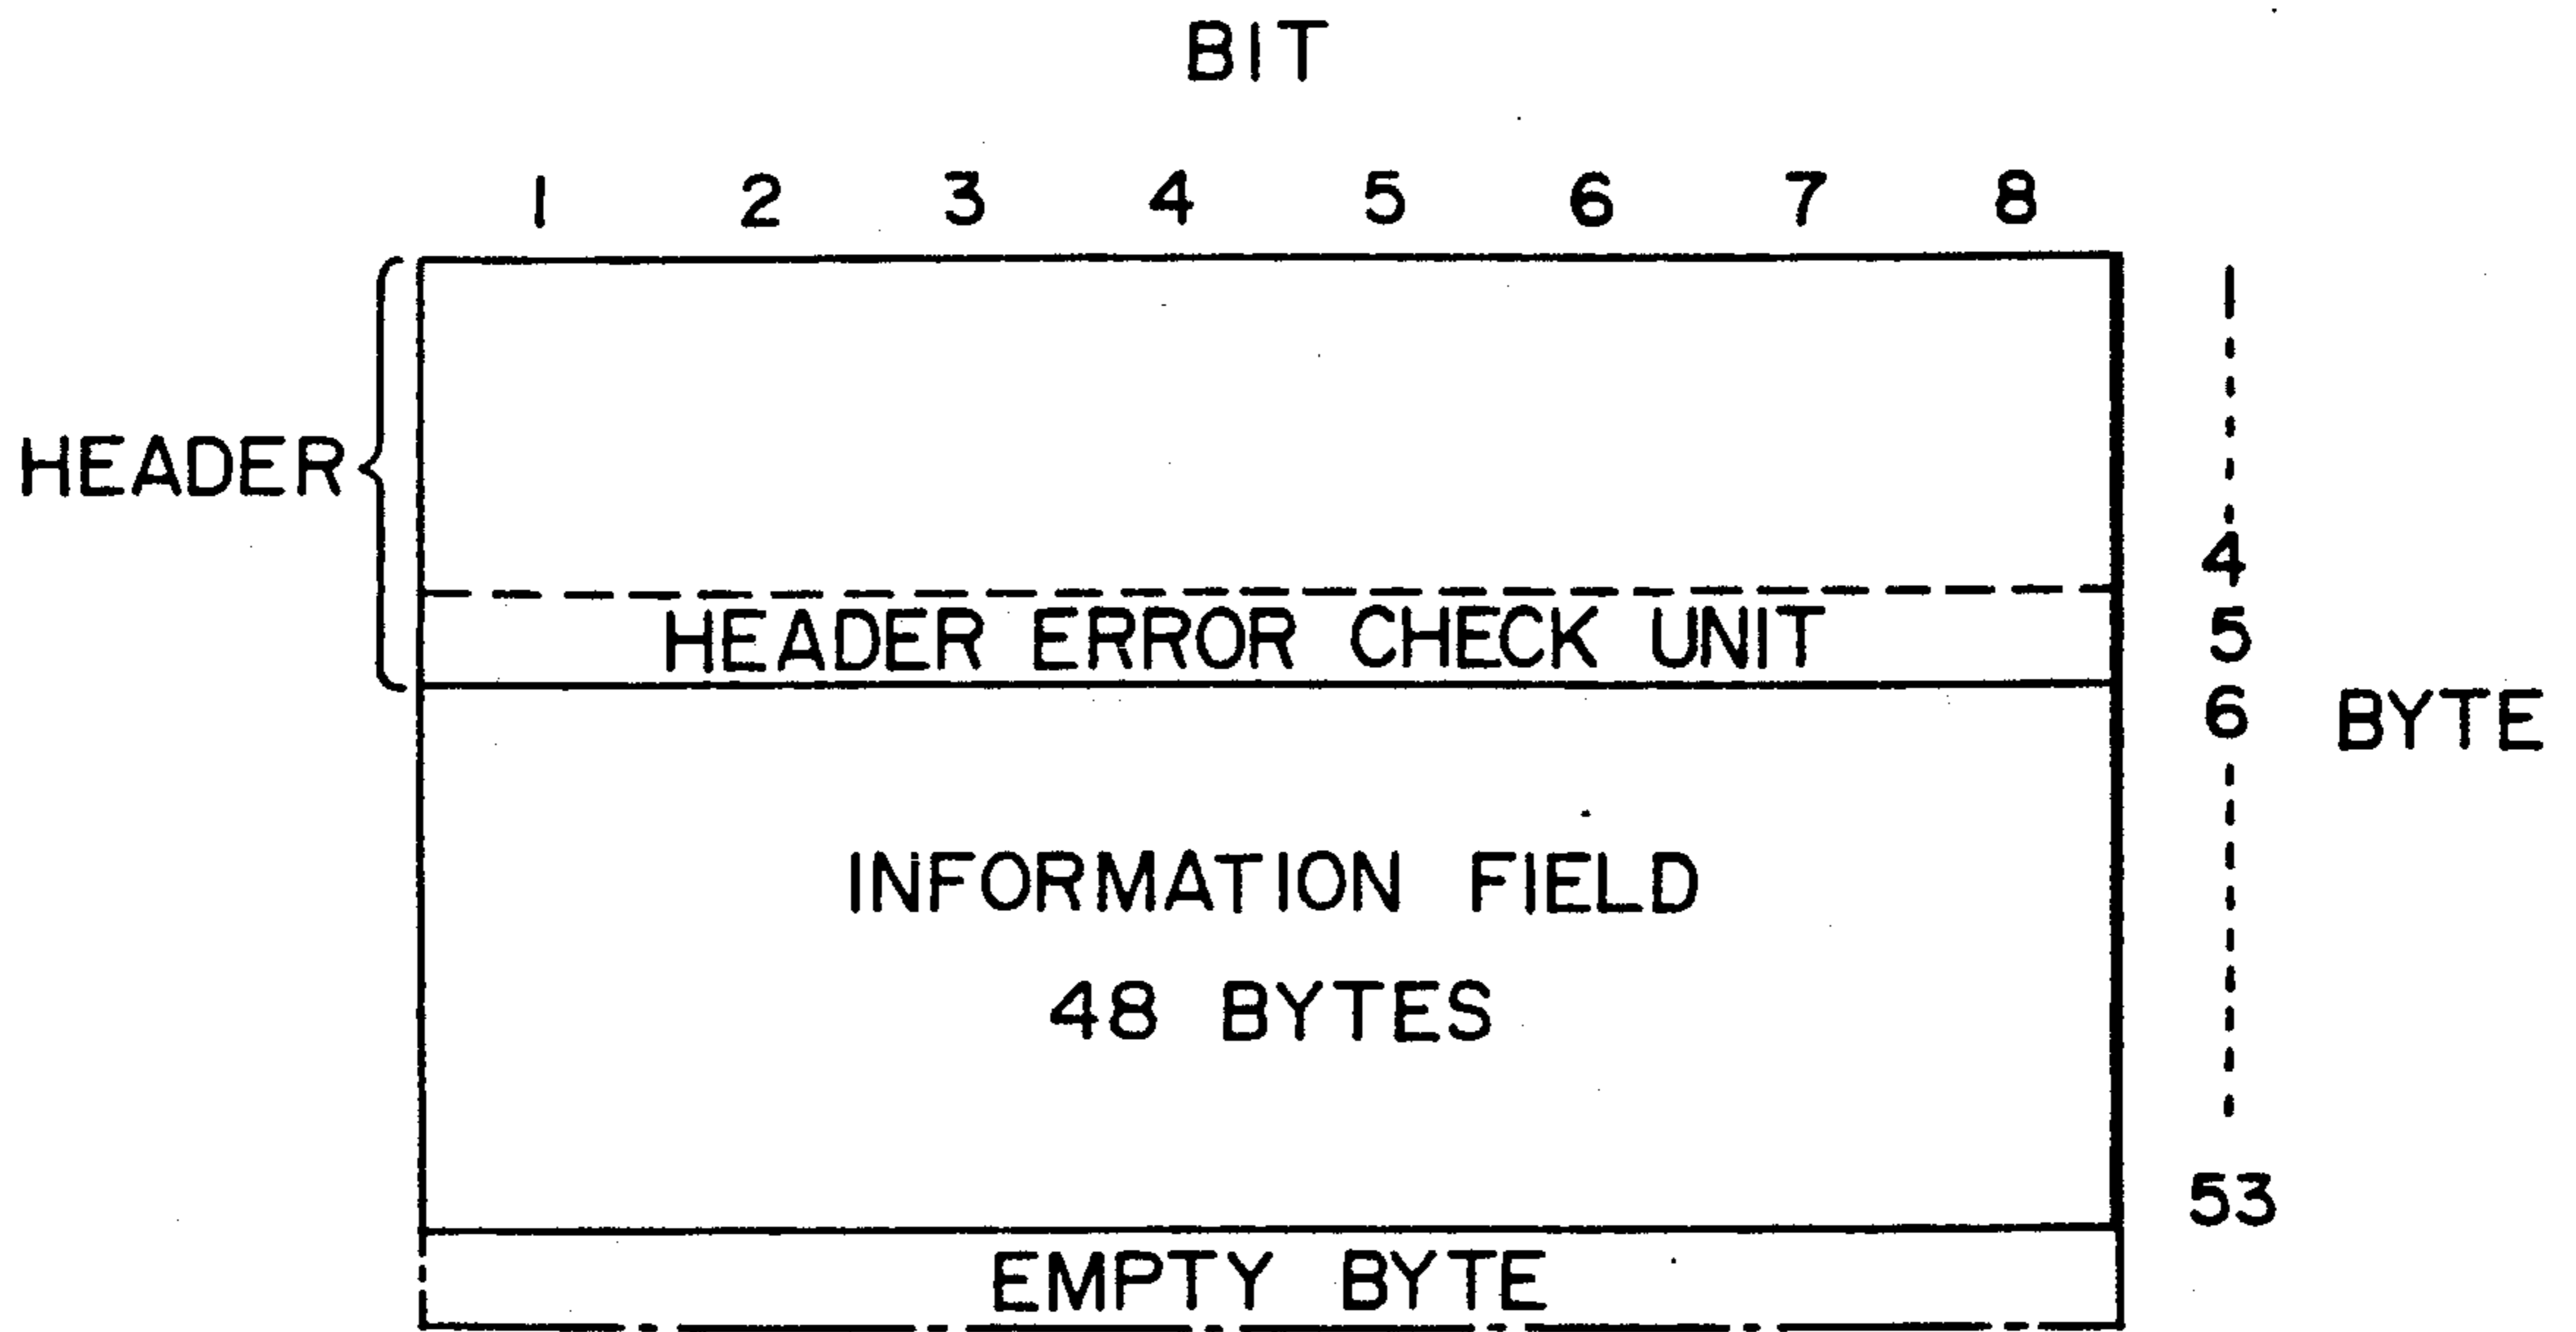 BIT
1 2 3 4 5 6 7 8
1
HEADER
4
HEADER ERROR CHECK UNIT 5
6 BYTE
INFORMATION FIELD
48 BYTES
53
EMPTY BYTE